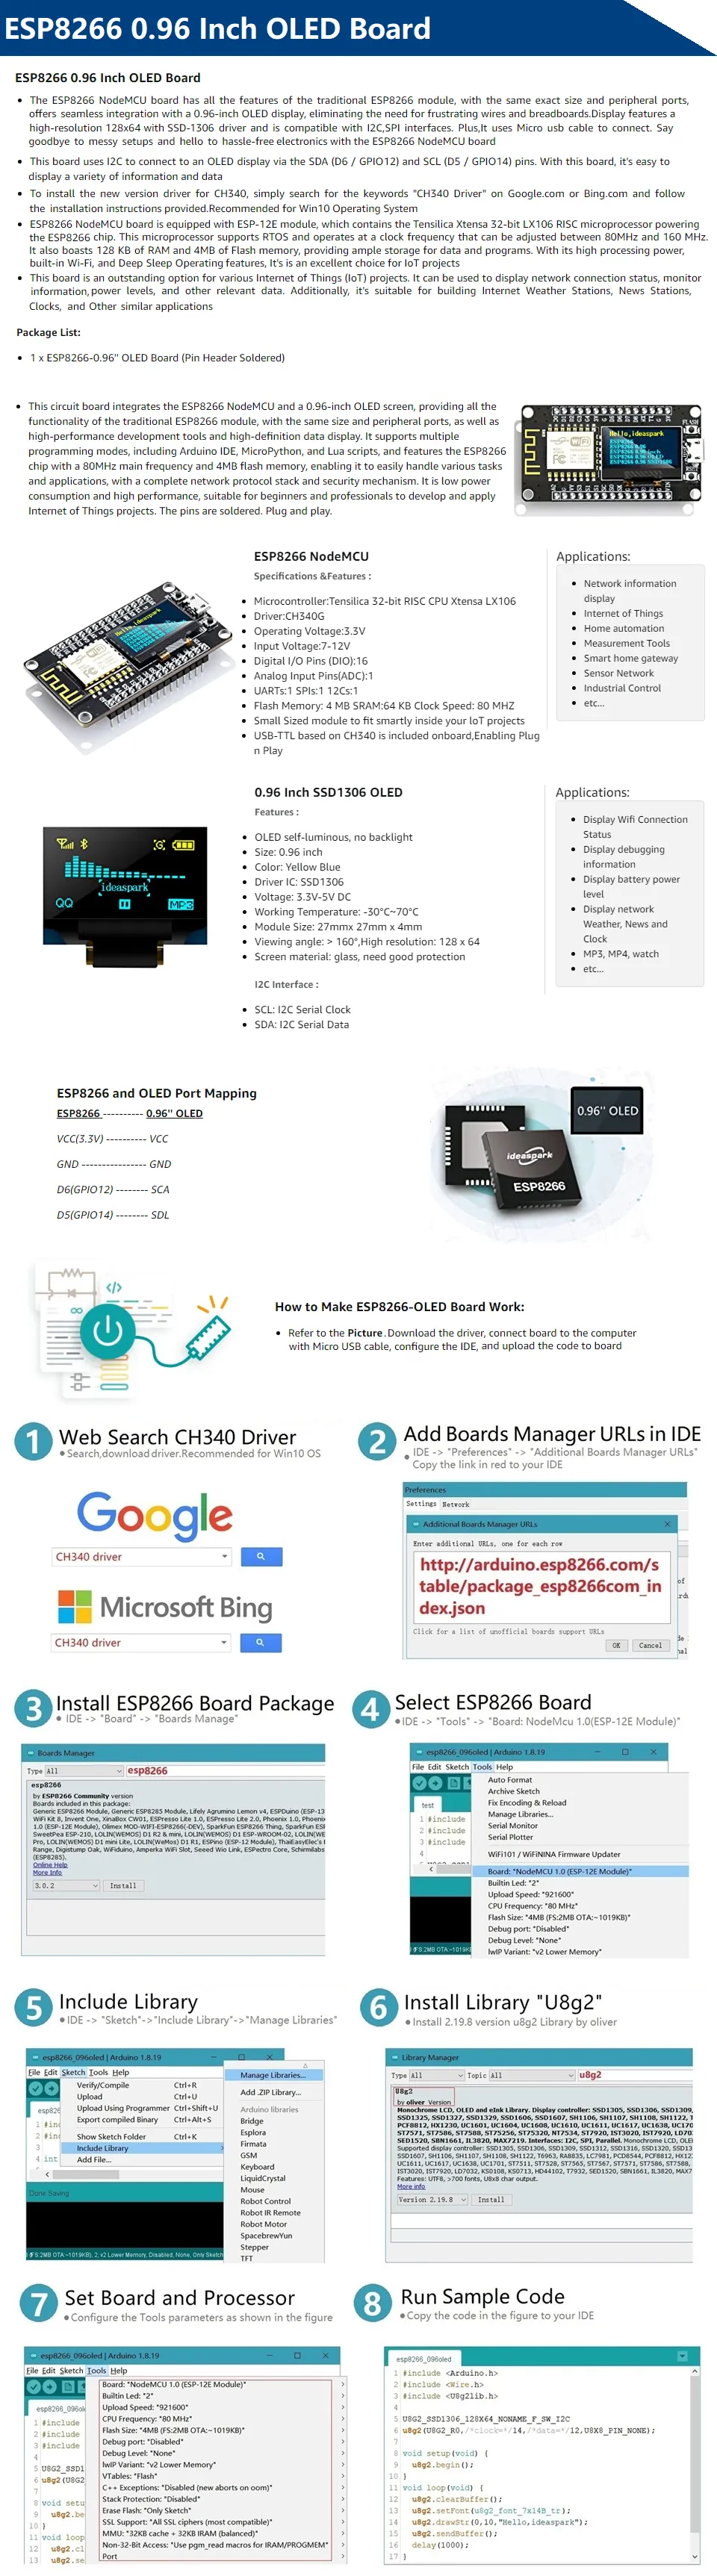 ESP8266 0.96 Inch OLED Board
ESP8266 0.96 Inch OLED Board
• The ESP8266 NodeMCU board has all the features of the traditional ESP8266 module, with the same exact size and peripheral ports,
offers seamless integration with a 0.96-inch OLED display, eliminating the need for frustrating wires and breadboards.Display features a
high-resolution 128x64 with SSD-1306 driver and is compatible with I2C,SPI interfaces. Plus,It uses Micro usb cable to connect. Say
goodbye to messy setups and hello to hassle-free electronics with the ESP8266 NodeMCU board
• This board uses I2C to connect to an OLED display via the SDA (D6 / GPIO12) and SCL (D5 / GPIO14) pins. With this board, it's easy to
display a variety of information and data
• To install the new version driver for CH340, simply search for the keywords "CH340 Driver" on Google.com or Bing.com and follow
the installation instructions provided.Recommended for Win10 Operating System
• ESP8266 NodeMCU board is equipped with ESP-12E module, which contains the Tensilica Xtensa 32-bit LX106 RISC microprocessor powering
the ESP8266 chip. This microprocessor supports RTOS and operates at a clock frequency that can be adjusted between 80MHz and 160 MHz.
It also boasts 128 KB of RAM and 4MB of Flash memory, providing ample storage for data and programs. With its high processing power,
built-in Wi-Fi, and Deep Sleep Operating features, It's is an excellent choice for IoT projects
• This board is an outstanding option for various Internet of Things (IoT) projects. It can be used to display network connection status, monitor
information, power levels, and other relevant data. Additionally, it's suitable for building Internet Weather Stations, News Stations,
Clocks, and Other similar applications
Package List:
• 1 x ESP8266-0.96" OLED Board (Pin Header Soldered)
• This circuit board integrates the ESP8266 NodeMCU and a 0.96-inch OLED screen, providing all the
functionality of the traditional ESP8266 module, with the same size and peripheral ports, as well as
high-performance development tools and high-definition data display. It supports multiple
programming modes, including Arduino IDE, MicroPython, and Lua scripts, and features the ESP8266
chip with a 80MHz main frequency and 4MB flash memory, enabling it to easily handle various tasks
and applications, with a complete network protocol stack and security mechanism. It is low power
consumption and high performance, suitable for beginners and professionals to develop and apply
Internet of Things projects. The pins are soldered. Plug and play.
Hello,ideaspark
FLASH
ESP8266 NodeMCU
Specifications &Features :
• Microcontroller:Tensilica 32-bit RISC CPU Xtensa LX106
• Driver:CH340G
• Operating Voltage:3.3V
• Input Voltage:7-12V
• Digital I/O Pins (DIO):16
• Analog Input Pins(ADC):1
• UARTs:1 SPIs:1 12Cs:1
• Flash Memory: 4 MB SRAM:64 KB Clock Speed: 80 MHZ
• Small Sized module to fit smartly inside your IoT projects
• USB-TTL based on CH340 is included onboard,Enabling Plug
n Play
Applications:
• Network information
display
• Internet of Things
• Home automation
• Measurement Tools
• Smart home gateway
• Sensor Network
• Industrial Control
• etc...
0.96 Inch SSD1306 OLED
Features :
• OLED self-luminous, no backlight
• Size: 0.96 inch
• Color: Yellow Blue
• Driver IC: SSD1306
• Voltage: 3.3V-5V DC
• Working Temperature: -30°C~70°C
• Module Size: 27mmx 27mm x 4mm
• Viewing angle: > 160°,High resolution: 128 x 64
• Screen material: glass, need good protection
I2C Interface :
• SCL: I2C Serial Clock
• SDA: I2C Serial Data
ideaspark
QQ
MP3
Applications:
• Display Wifi Connection
Status
• Display debugging
information
• Display battery power
level
• Display network
Weather, News and
Clock
• MP3, MP4, watch
• etc...
ESP8266 and OLED Port Mapping
ESP8266 ---------- 0.96'' OLED
VCC(3.3V) ---------- VCC
GND ---------------- GND
D6(GPIO12) -------- SCA
D5(GPIO14) -------- SDL
0.96'' OLED
ideaspark
ESP8266
How to Make ESP8266-OLED Board Work:
• Refer to the Picture .Download the driver, connect board to the computer
with Micro USB cable, configure the IDE, and upload the code to board
1 Web Search CH340 Driver
• Search,download driver.Recommended for Win10 OS
Google
CH340 driver
Microsoft Bing
CH340 driver
2 Add Boards Manager URLs in IDE
• IDE -> "Preferences" -> "Additional Boards Manager URLs"
Copy the link in red to your IDE
Preferences
Settings Network
Additional Boards Manager URLs
Enter additional URLs, one for each row
http://arduino.esp8266.com/s
table/package_esp8266com_in
dex.json
Click for a list of unofficial boards support URLs
OK Cancel
3 Install ESP8266 Board Package
• IDE -> "Board" -> "Boards Manage"
Boards Manager
Type All esp8266
esp8266
by ESP8266 Community version
Boards included in this package:
Online Help
More Info
3.0.2 Install
4 Select ESP8266 Board
• IDE -> "Tools" -> "Board: NodeMcu 1.0(ESP-12E Module)"
esp8266_096oled | Arduino 1.8.19
File Edit Sketch Tools Help
Auto Format
Archive Sketch
Fix Encoding & Reload
Manage Libraries...
Serial Monitor
Serial Plotter
WiFi101 / WiFiNINA Firmware Updater
Board: "NodeMCU 1.0 (ESP-12E Module)"
Builtin Led: "2"
Upload Speed: "921600"
CPU Frequency: "80 MHz"
Flash Size: "4MB (FS:2MB OTA:~1019KB)"
Debug port: "Disabled"
Debug Level: "None"
lwIP Variant: "v2 Lower Memory"
test
1 #include
2 #include
3 #include
4
5 Include Library
• IDE -> "Sketch"->"Include Library"->"Manage Libraries"
esp8266_096oled | Arduino 1.8.19
File Edit Sketch Tools Help
Verify/Compile Ctrl+R
Upload Ctrl+U
Upload Using Programmer Ctrl+Shift+U
Export compiled Binary Ctrl+Alt+S
Show Sketch Folder Ctrl+K
Include Library
Add File...
Done Saving
Manage Libraries...
Add .ZIP Library...
Arduino libraries
Bridge
Esplora
Firmata
GSM
Keyboard
LiquidCrystal
Mouse
Robot Control
Robot IR Remote
Robot Motor
SpacebrewYun
Stepper
TFT
6 Install Library "U8g2"
• Install 2.19.8 version u8g2 Library by oliver
Library Manager
Type All Topic All u8g2
U8g2
by oliver Version
More info
Version 2.19.8 Install
7 Set Board and Processor
• Configure the Tools parameters as shown in the figure
esp8266_096oled | Arduino 1.8.19
File Edit Sketch Tools Help
Board: "NodeMCU 1.0 (ESP-12E Module)"
Builtin Led: "2"
Upload Speed: "921600"
CPU Frequency: "80 MHz"
Flash Size: "4MB (FS:2MB OTA:~1019KB)"
Debug port: "Disabled"
Debug Level: "None"
lwIP Variant: "v2 Lower Memory"
VTables: "Flash"
C++ Exceptions: "Disabled (new aborts on oom)"
Stack Protection: "Disabled"
Erase Flash: "Only Sketch"
SSL Support: "All SSL ciphers (most compatible)"
MMU: "32KB cache + 32KB IRAM (balanced)"
Non-32-Bit Access: "Use pgm_read macros for IRAM/PROGMEM"
Port
8 Run Sample Code
• Copy the code in the figure to your IDE
esp8266_096oled
1 #include <Arduino.h>
2 #include <Wire.h>
3 #include <U8g2lib.h>
4
5 U8G2_SSD1306_128X64_NONAME_F_SW_I2C
6 u8g2(U8G2_R0,/*clock=*/14,/*data=*/12,U8X8_PIN_NONE);
7
8 void setup(void) {
9 u8g2.begin();
10 }
11 void loop(void) {
12 u8g2.clearBuffer();
13 u8g2.setFont(u8g2_font_7x14B_tr);
14 u8g2.drawStr(0,10,"Hello,ideaspark");
15 u8g2.sendBuffer();
16 delay(1000);
17 }